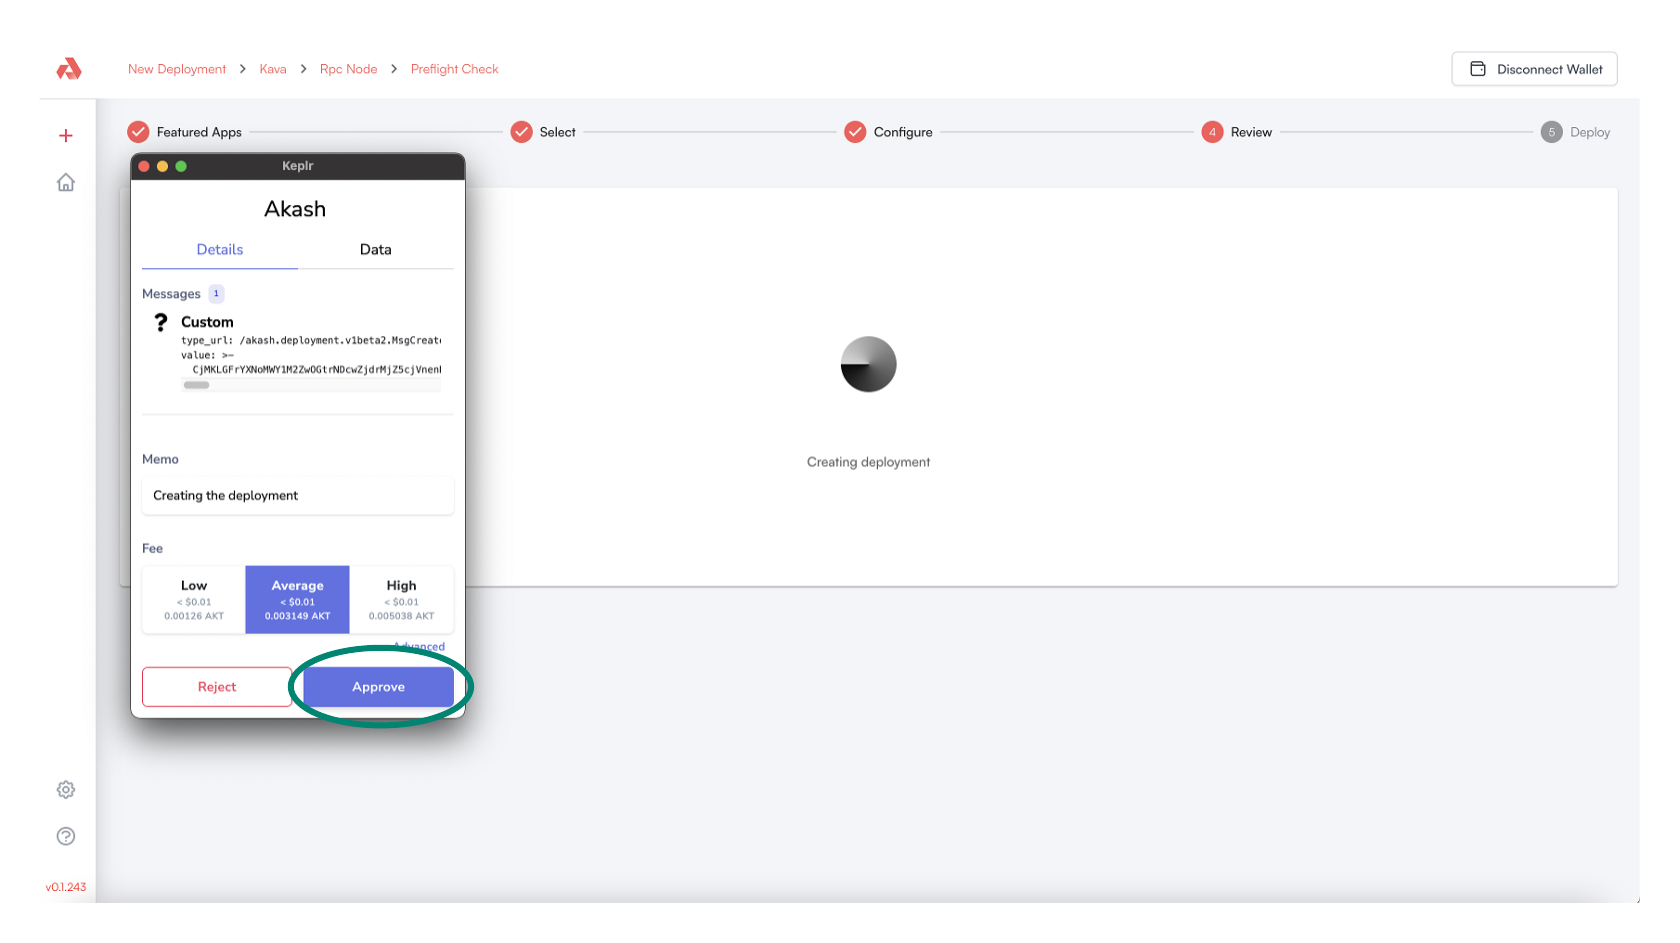 New Deployment > Kava > Rpc Node > Preflight Check
Disconnect Wallet
Featured Apps
Select
Configure
4 Review
5 Deploy
Keplr
Akash
Details Data
Messages 1
? Custom
type_url: /akash.deployment.v1beta2.MsgCreat
value: >-
CjMKLGFrYXNoMWY1M2ZwOGtrNDcwZjdrMjZ5cjVnen
Memo
Creating the deployment
Fee
Low Average High
< $0.01 < $0.01 < $0.01
0.00126 AKT 0.003149 AKT 0.005038 AKT
Advanced
Reject Approve
Creating deployment
v0.1.243